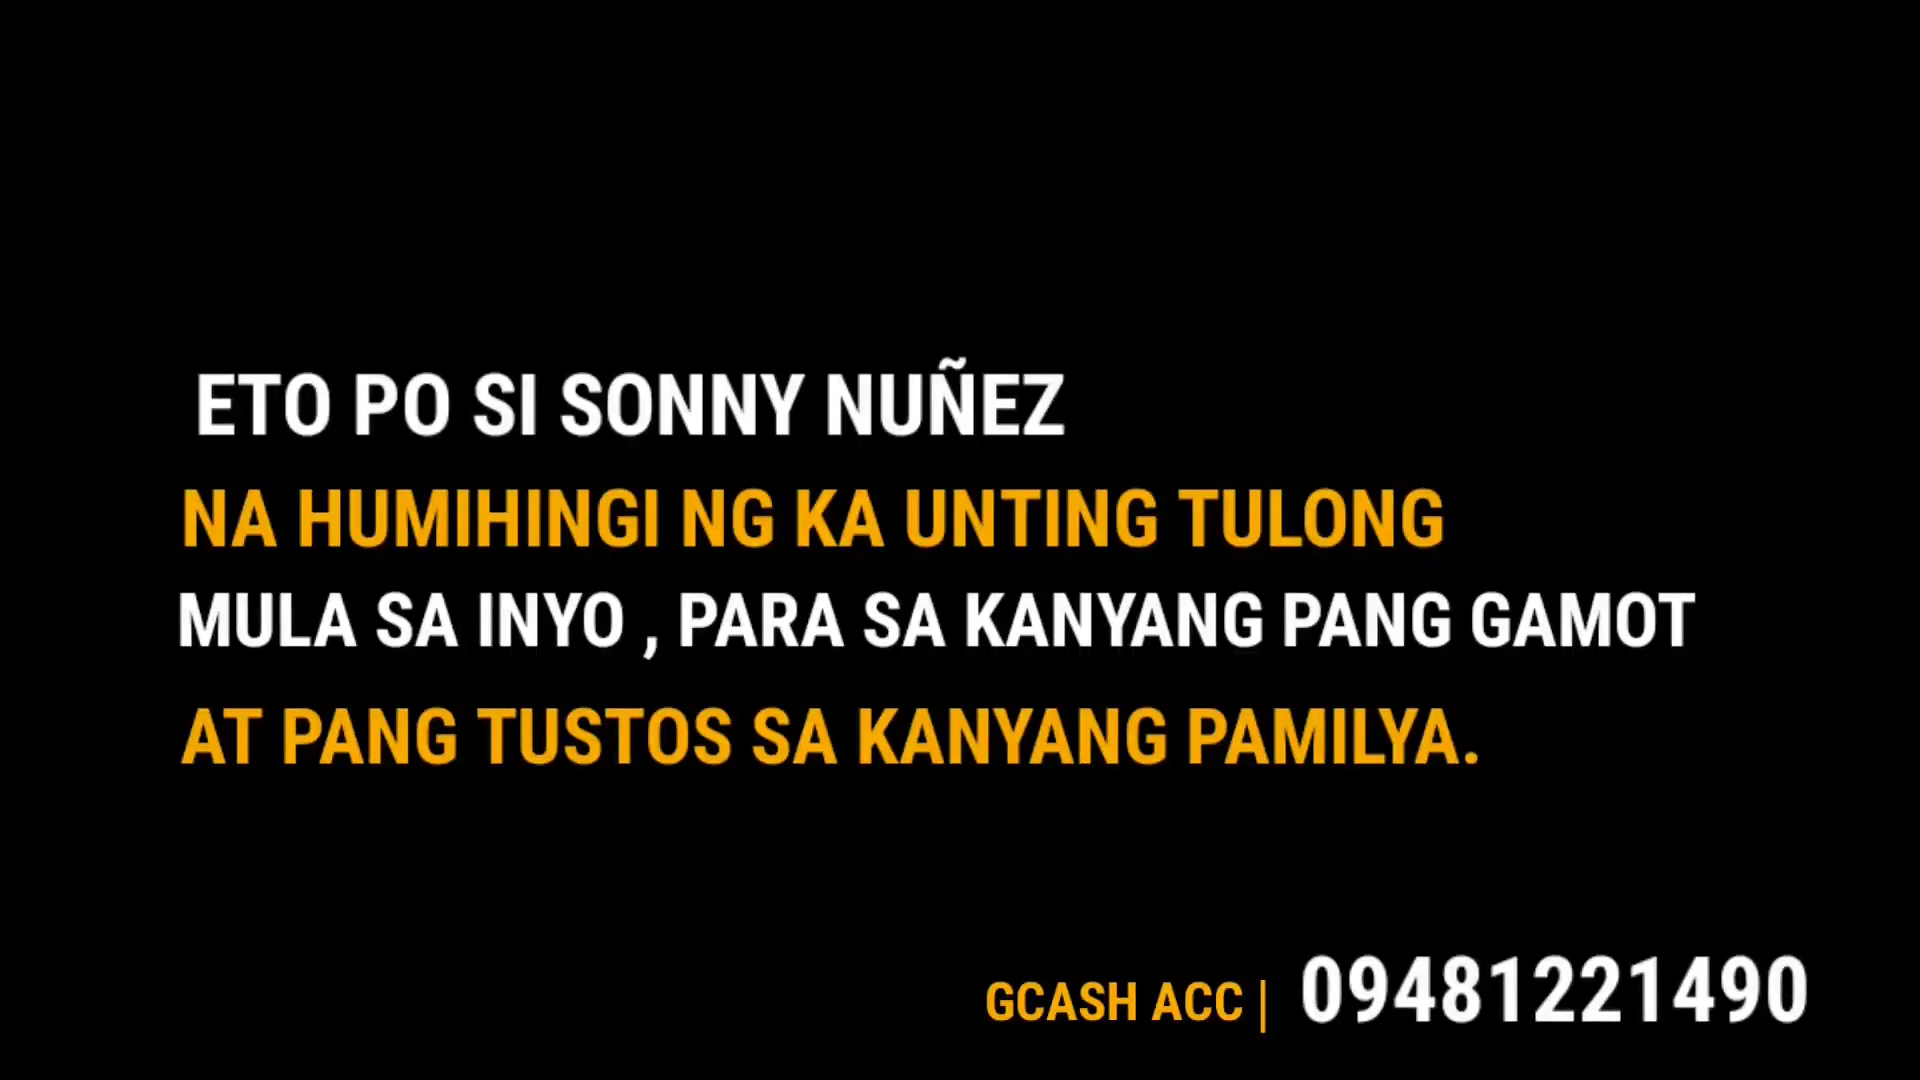 ETO PO SI SONNY NUÑEZ
NA HUMIHINGI NG KA UNTING TULONG
MULA SA INYO , PARA SA KANYANG PANG GAMOT
AT PANG TUSTOS SA KANYANG PAMILYA.
GCASH ACC | 09481221490